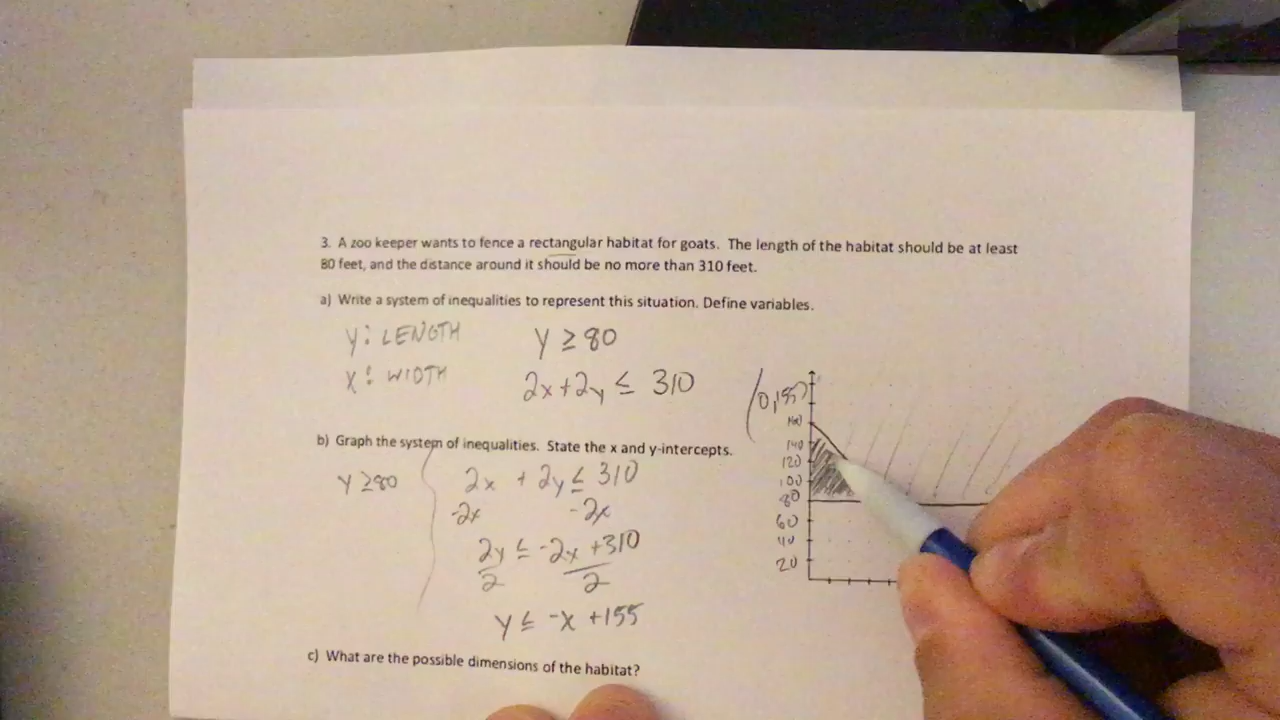 3. A zoo keeper wants to fence a rectangular habitat for goats. The length of the habitat should be at least
80 feet, and the distance around it should be no more than 310 feet.
a) Write a system of inequalities to represent this situation. Define variables.
Y: LENGTH
y ≥ 80
X: WIDTH
2x+2y ≤ 310
b) Graph the system of inequalities. State the x and y-intercepts.
y ≥80
2x + 2y ≤ 310
-2x -2x
2y ≤ -2x +310
2 2
y ≤ -x +155
(0,155)
160
140
120
100
80
60
40
20
c) What are the possible dimensions of the habitat?